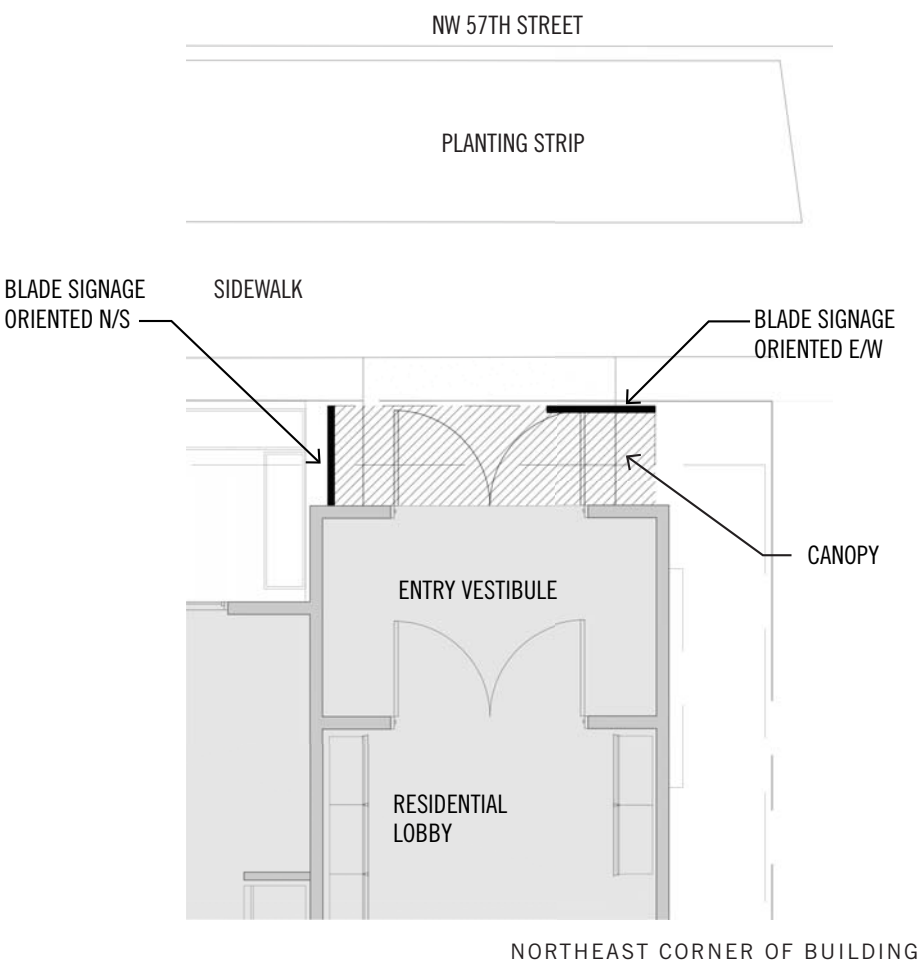 NW 57TH STREET
PLANTING STRIP
BLADE SIGNAGE
ORIENTED N/S
SIDEWALK
BLADE SIGNAGE
ORIENTED E/W
CANOPY
ENTRY VESTIBULE
RESIDENTIAL
LOBBY
NORTHEAST CORNER OF BUILDING